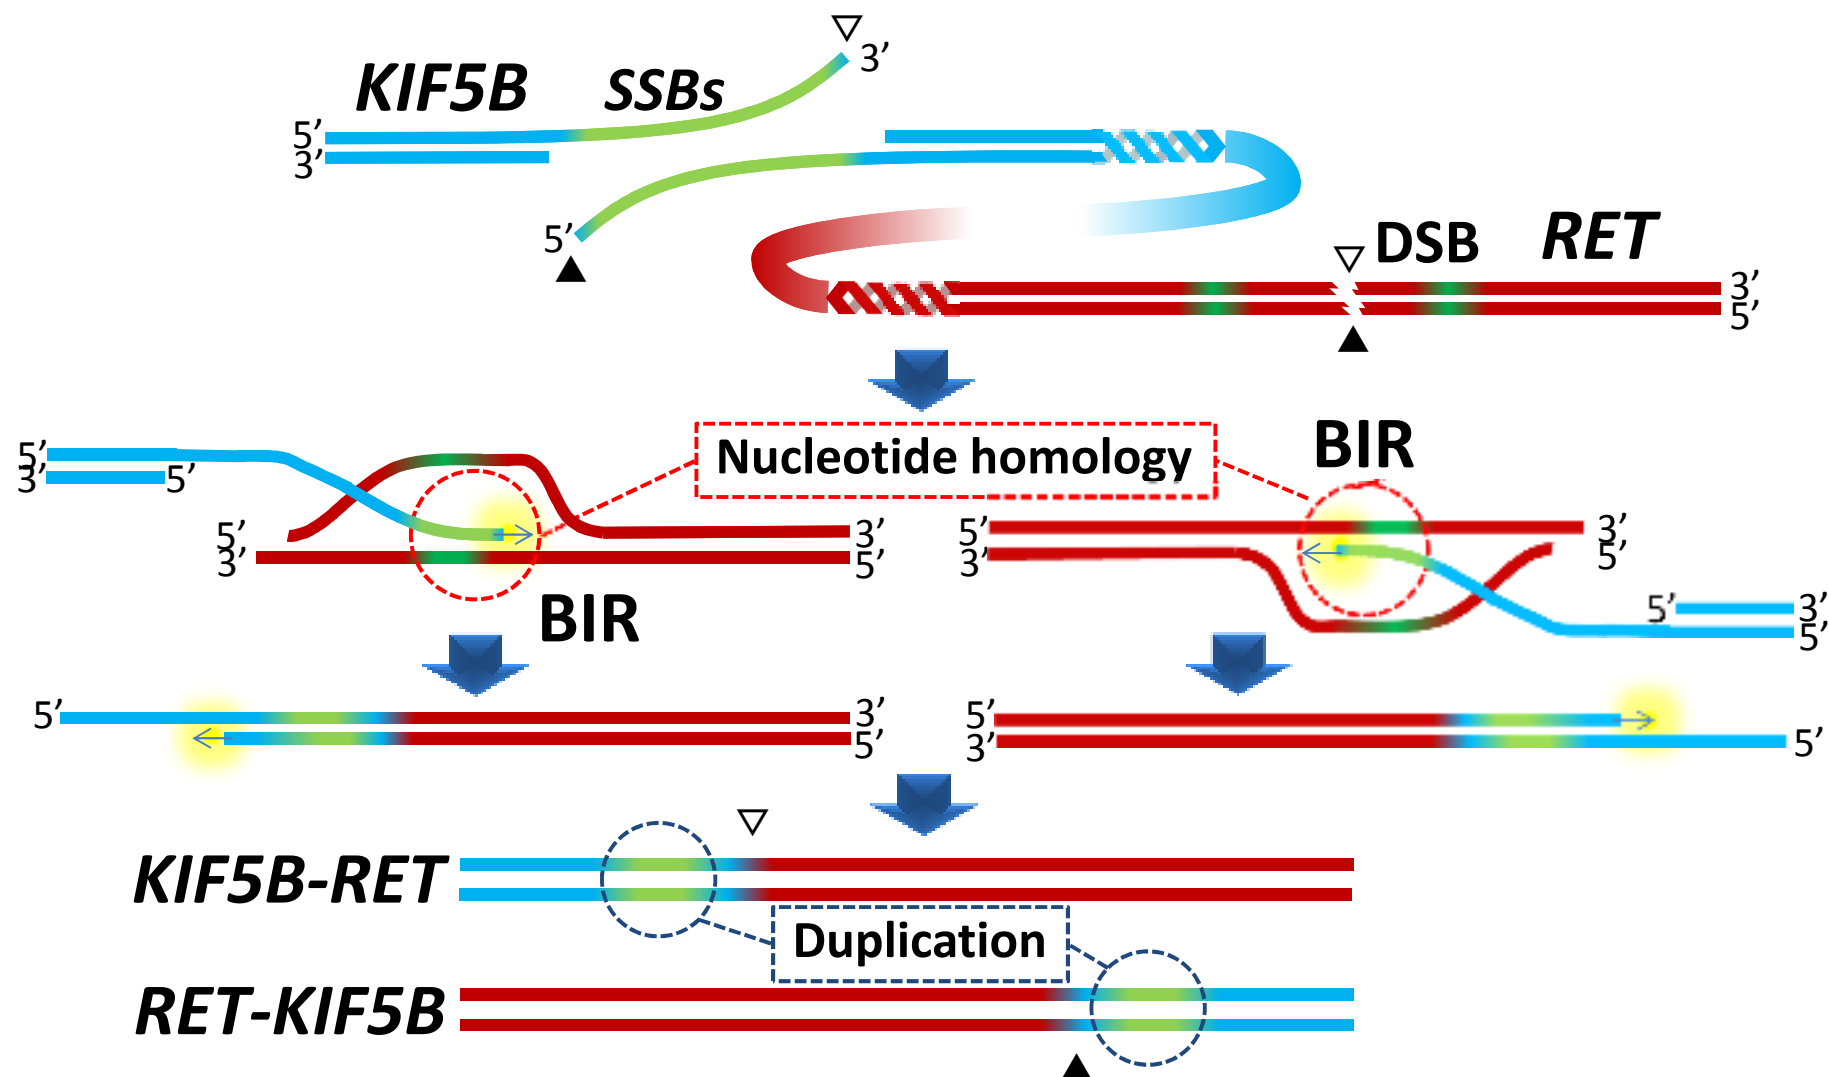 KIF5B
SSBs
3’
5’
3’
5’
DSB
RET
3’
5’
Nucleotide homology
BIR
5’
3’
5’
5’
3’
3’
5’
BIR
5’
3’
3’
5’
5’
3’
5’
5’
3’
5’
5’
3’
5’
KIF5B-RET
Duplication
RET-KIF5B